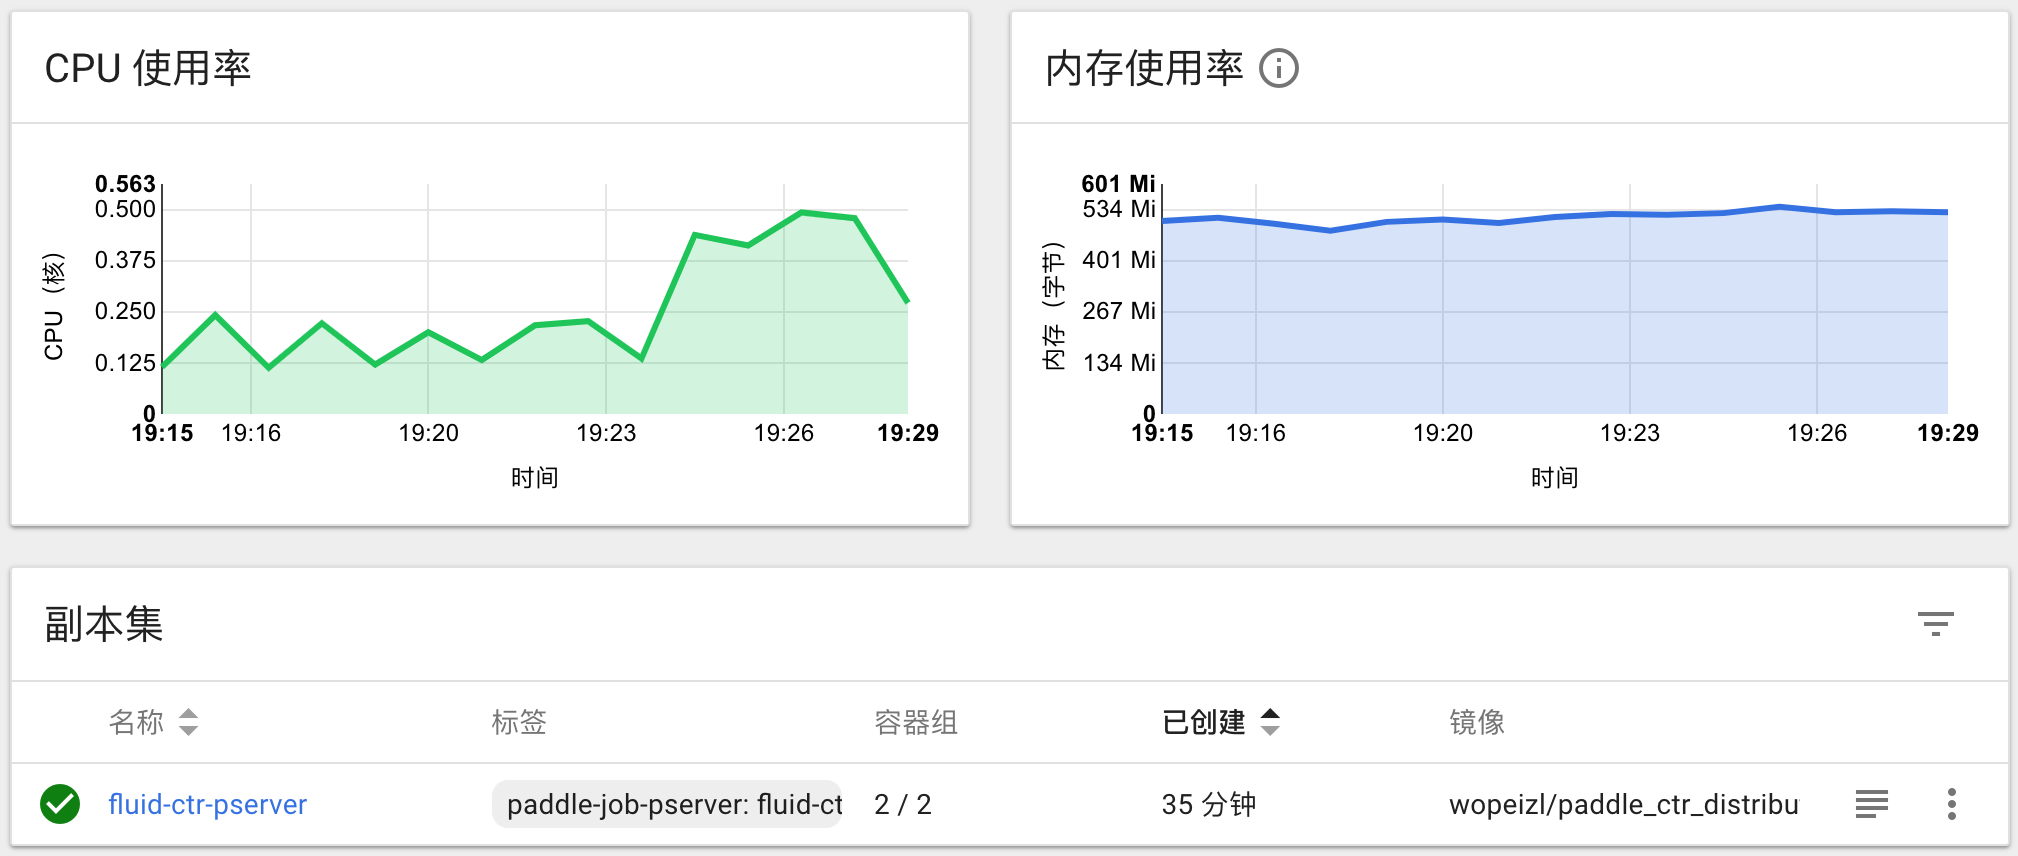 CPU 使用率
0.563
0.500
0.375
0.250
0.125
0
CPU（核）
19:15 19:16 19:20 19:23 19:26 19:29
时间
内存使用率
601 Mi
534 Mi
401 Mi
267 Mi
134 Mi
0
内存（字节）
19:15 19:16 19:20 19:23 19:26 19:29
时间
副本集
名称 标签 容器组 已创建 镜像
fluid-ctr-pserver paddle-job-pserver: fluid-ct 2 / 2 35 分钟 wopeizl/paddle_ctr_distribu